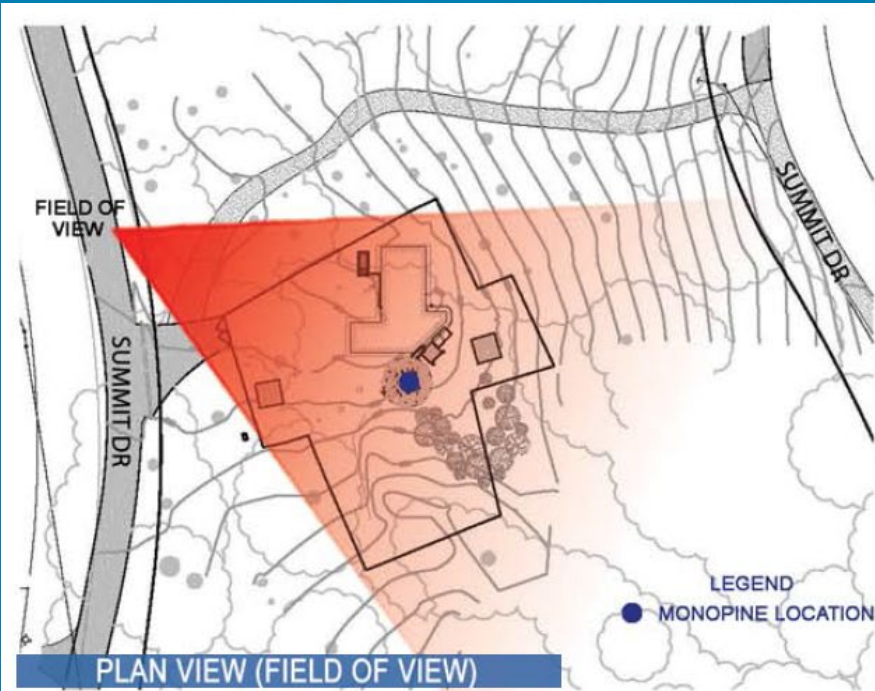 FIELD OF
VIEW
SUMMIT DR
SUMMIT DR
LEGEND
MONOPINE LOCATION
PLAN VIEW (FIELD OF VIEW)